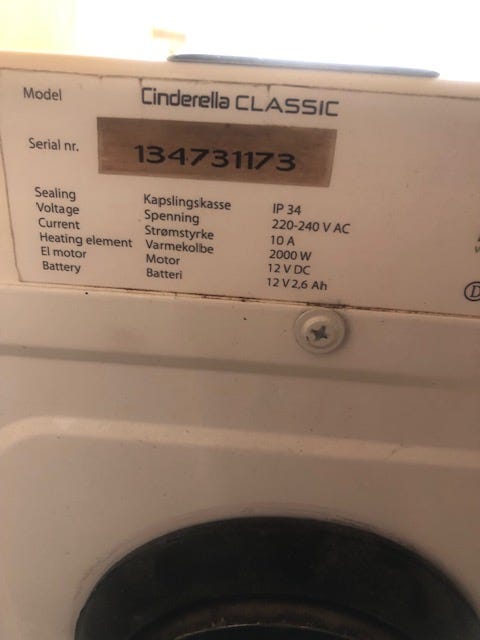 Model Cinderella CLASSIC
Serial nr. 134731173
Sealing Kapslingskasse IP 34
Voltage Spenning 220-240 V AC
Current Strømstyrke 10 A
Heating element Varmekolbe 2000 W
El motor Motor 12 V DC
Battery Batteri 12 V 2,6 Ah